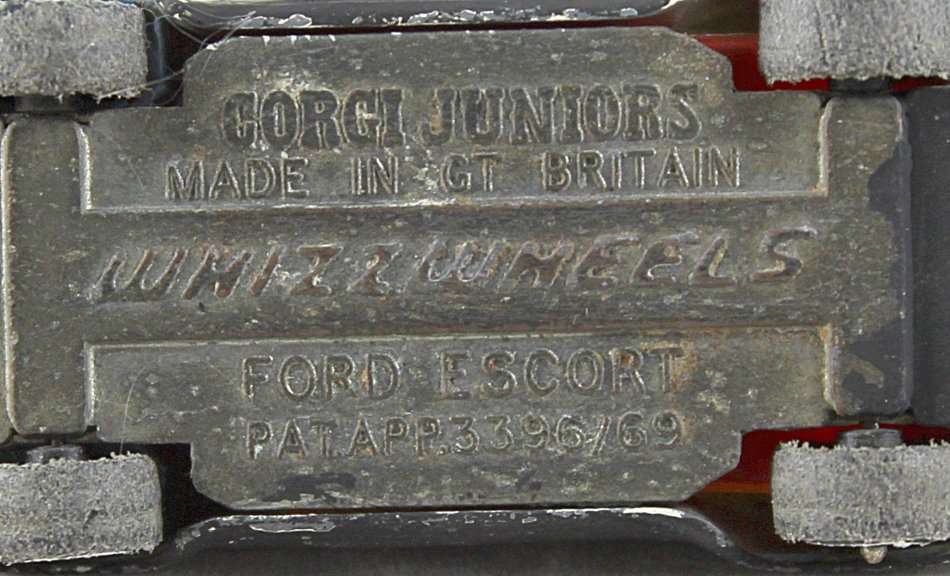 CORGI JUNIORS
MADE IN GT BRITAIN
WHIZZWHEELS
FORD ESCORT
PAT.APP.3396/69